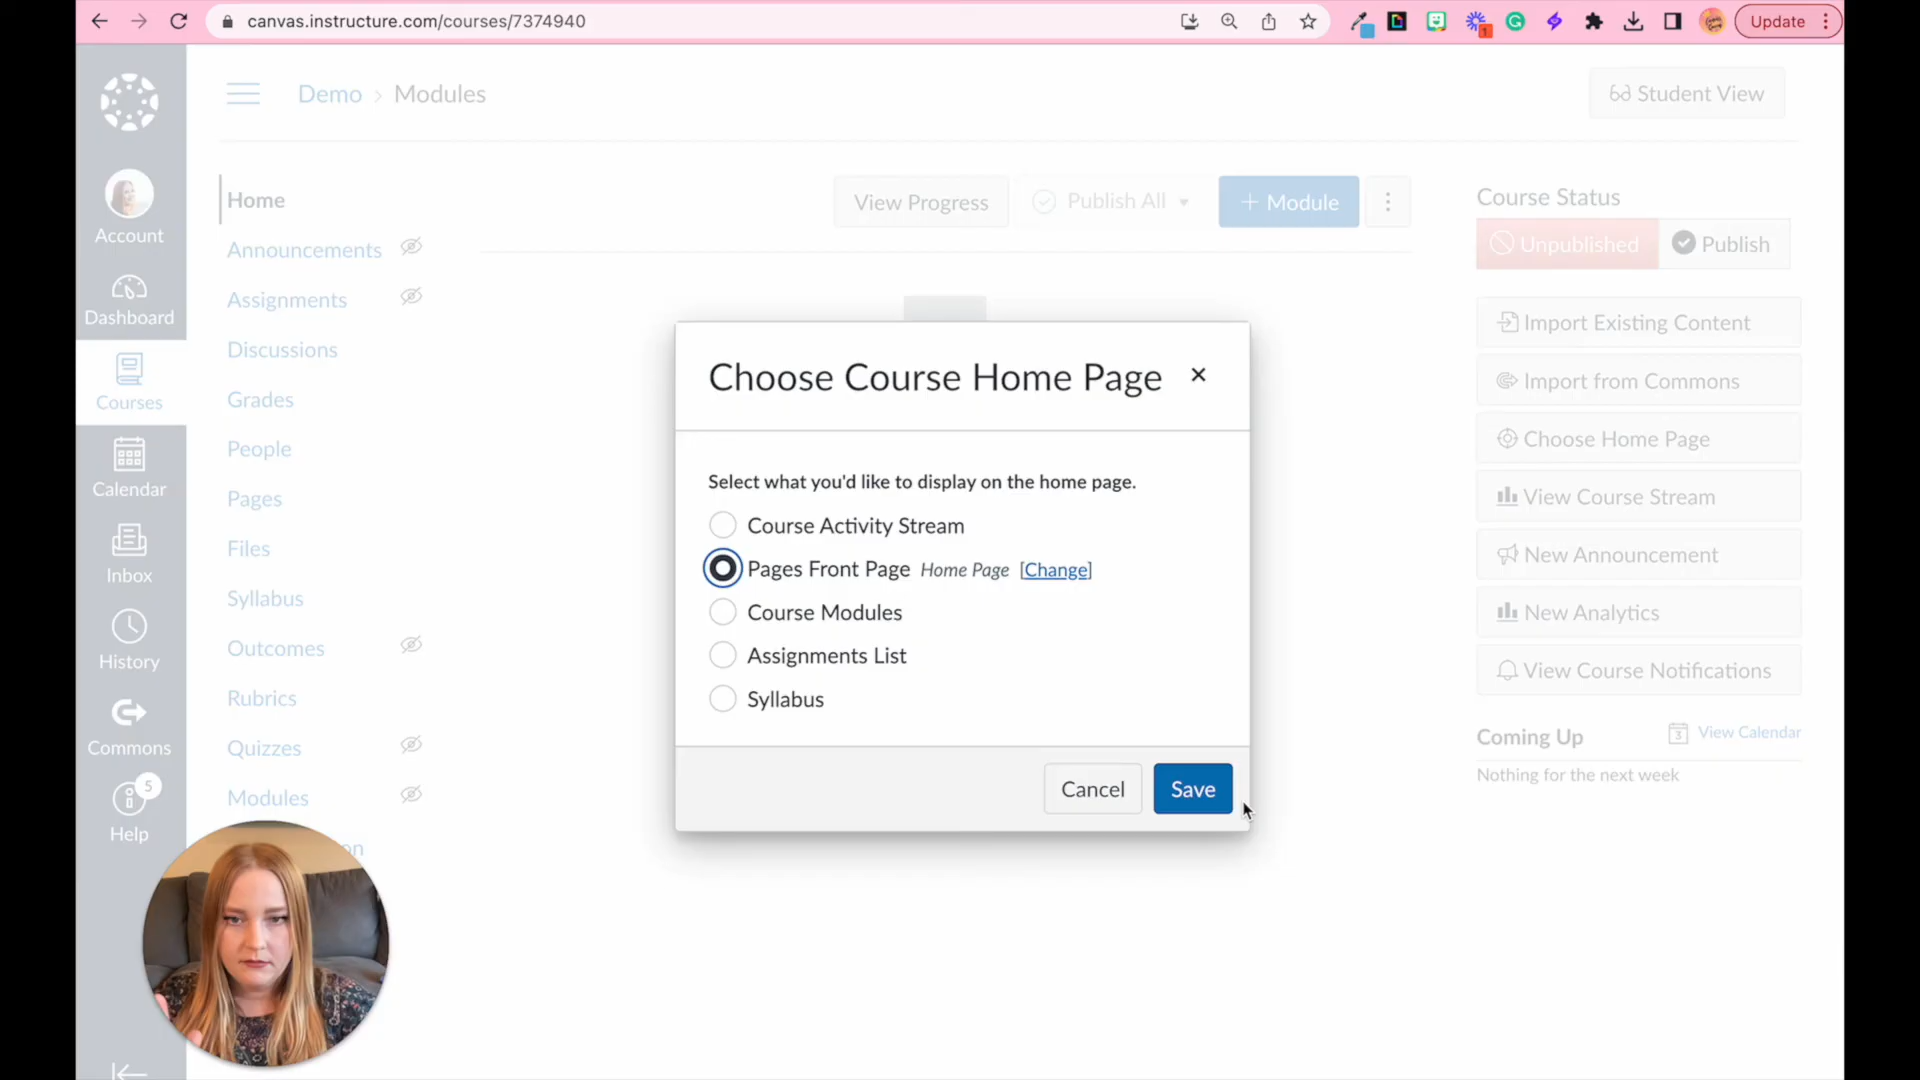 canvas.instructure.com/courses/7374940
1
Update
Demo > Modules
Student View
Account
Dashboard
Courses
Calendar
Inbox
History
Commons
5
Help
Home
Announcements
Assignments
Discussions
Grades
People
Pages
Files
Syllabus
Outcomes
Rubrics
Quizzes
Modules
View Progress
Publish All
+ Module
Choose Course Home Page
Select what you'd like to display on the home page.
Course Activity Stream
Pages Front Page Home Page [Change]
Course Modules
Assignments List
Syllabus
Cancel
Save
Course Status
Unpublished
Publish
Import Existing Content
Import from Commons
Choose Home Page
View Course Stream
New Announcement
New Analytics
View Course Notifications
Coming Up
3 View Calendar
Nothing for the next week